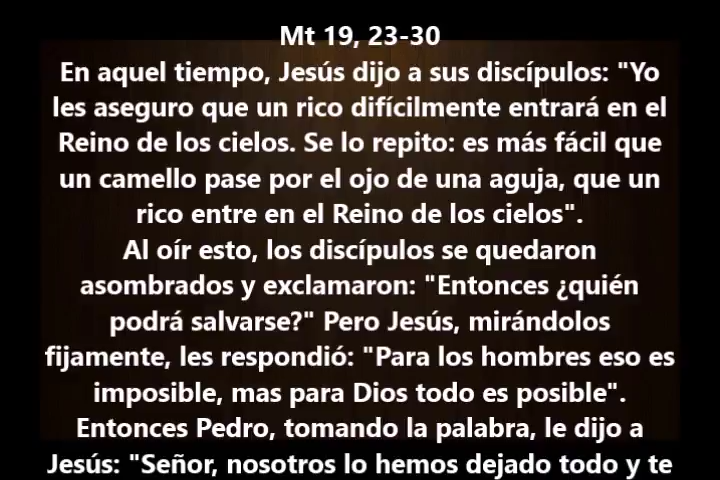 Mt 19, 23-30
En aquel tiempo, Jesús dijo a sus discípulos: "Yo
les aseguro que un rico difícilmente entrará en el
Reino de los cielos. Se lo repito: es más fácil que
un camello pase por el ojo de una aguja, que un
rico entre en el Reino de los cielos".
Al oír esto, los discípulos se quedaron
asombrados y exclamaron: "Entonces ¿quién
podrá salvarse?" Pero Jesús, mirándolos
fijamente, les respondió: "Para los hombres eso es
imposible, mas para Dios todo es posible".
Entonces Pedro, tomando la palabra, le dijo a
Jesús: "Señor, nosotros lo hemos dejado todo y te